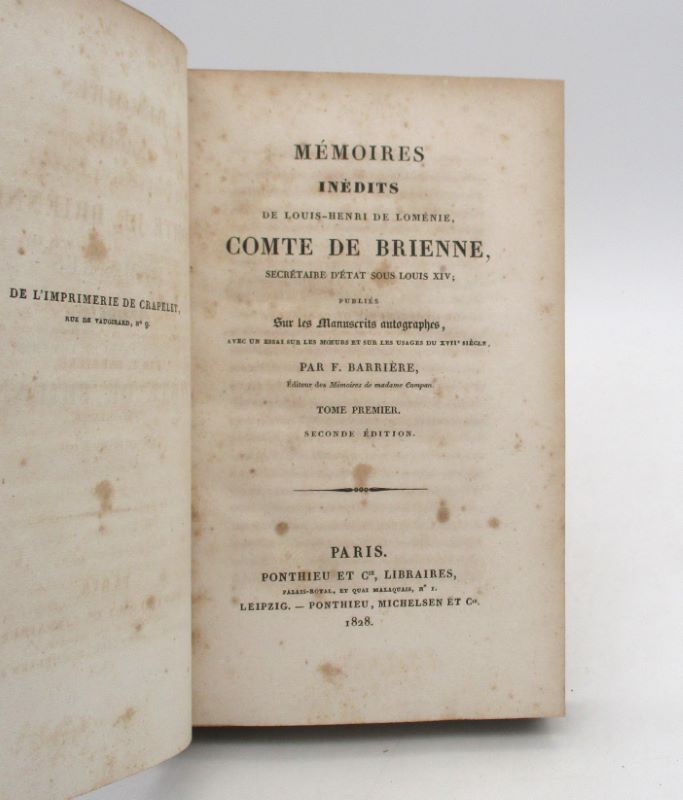 DE L'IMPRIMERIE DE CRAPELET,
RUE DE VAUGIRARD, Nº 9.
MÉMOIRES
INÉDITS
DE LOUIS-HENRI DE LOMÉNIE,
COMTE DE BRIENNE,
SECRÉTAIRE D'ÉTAT SOUS LOUIS XIV;
PUBLIÉS
Sur les Manuscrits autographes,
AVEC UN ESSAI SUR LES MŒURS ET SUR LES USAGES DU XVIIe SIÈCLE,
PAR F. BARRIÈRE,
Éditeur des Mémoires de madame Campan.
TOME PREMIER.
SECONDE ÉDITION.
PARIS.
PONTHIEU ET Cie, LIBRAIRES,
PALAIS-ROYAL, ET QUAI MALAQUAIS, Nº 1.
LEIPZIG. — PONTHIEU, MICHELSEN ET Cie.
1828.